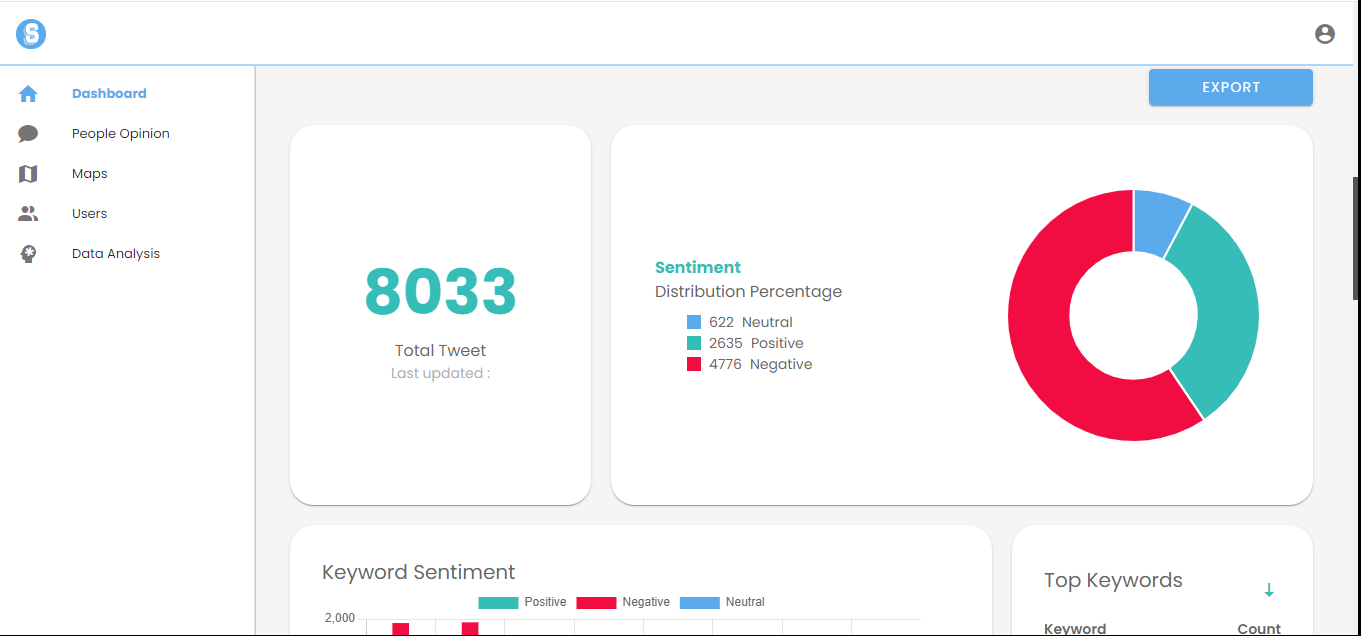 S
EXPORT
Dashboard
People Opinion
Maps
Users
Data Analysis
8033
Total Tweet
Last updated :
Sentiment
Distribution Percentage
622 Neutral
2635 Positive
4776 Negative
Keyword Sentiment
Positive Negative Neutral
2,000
Top Keywords
↓
Keyword Count